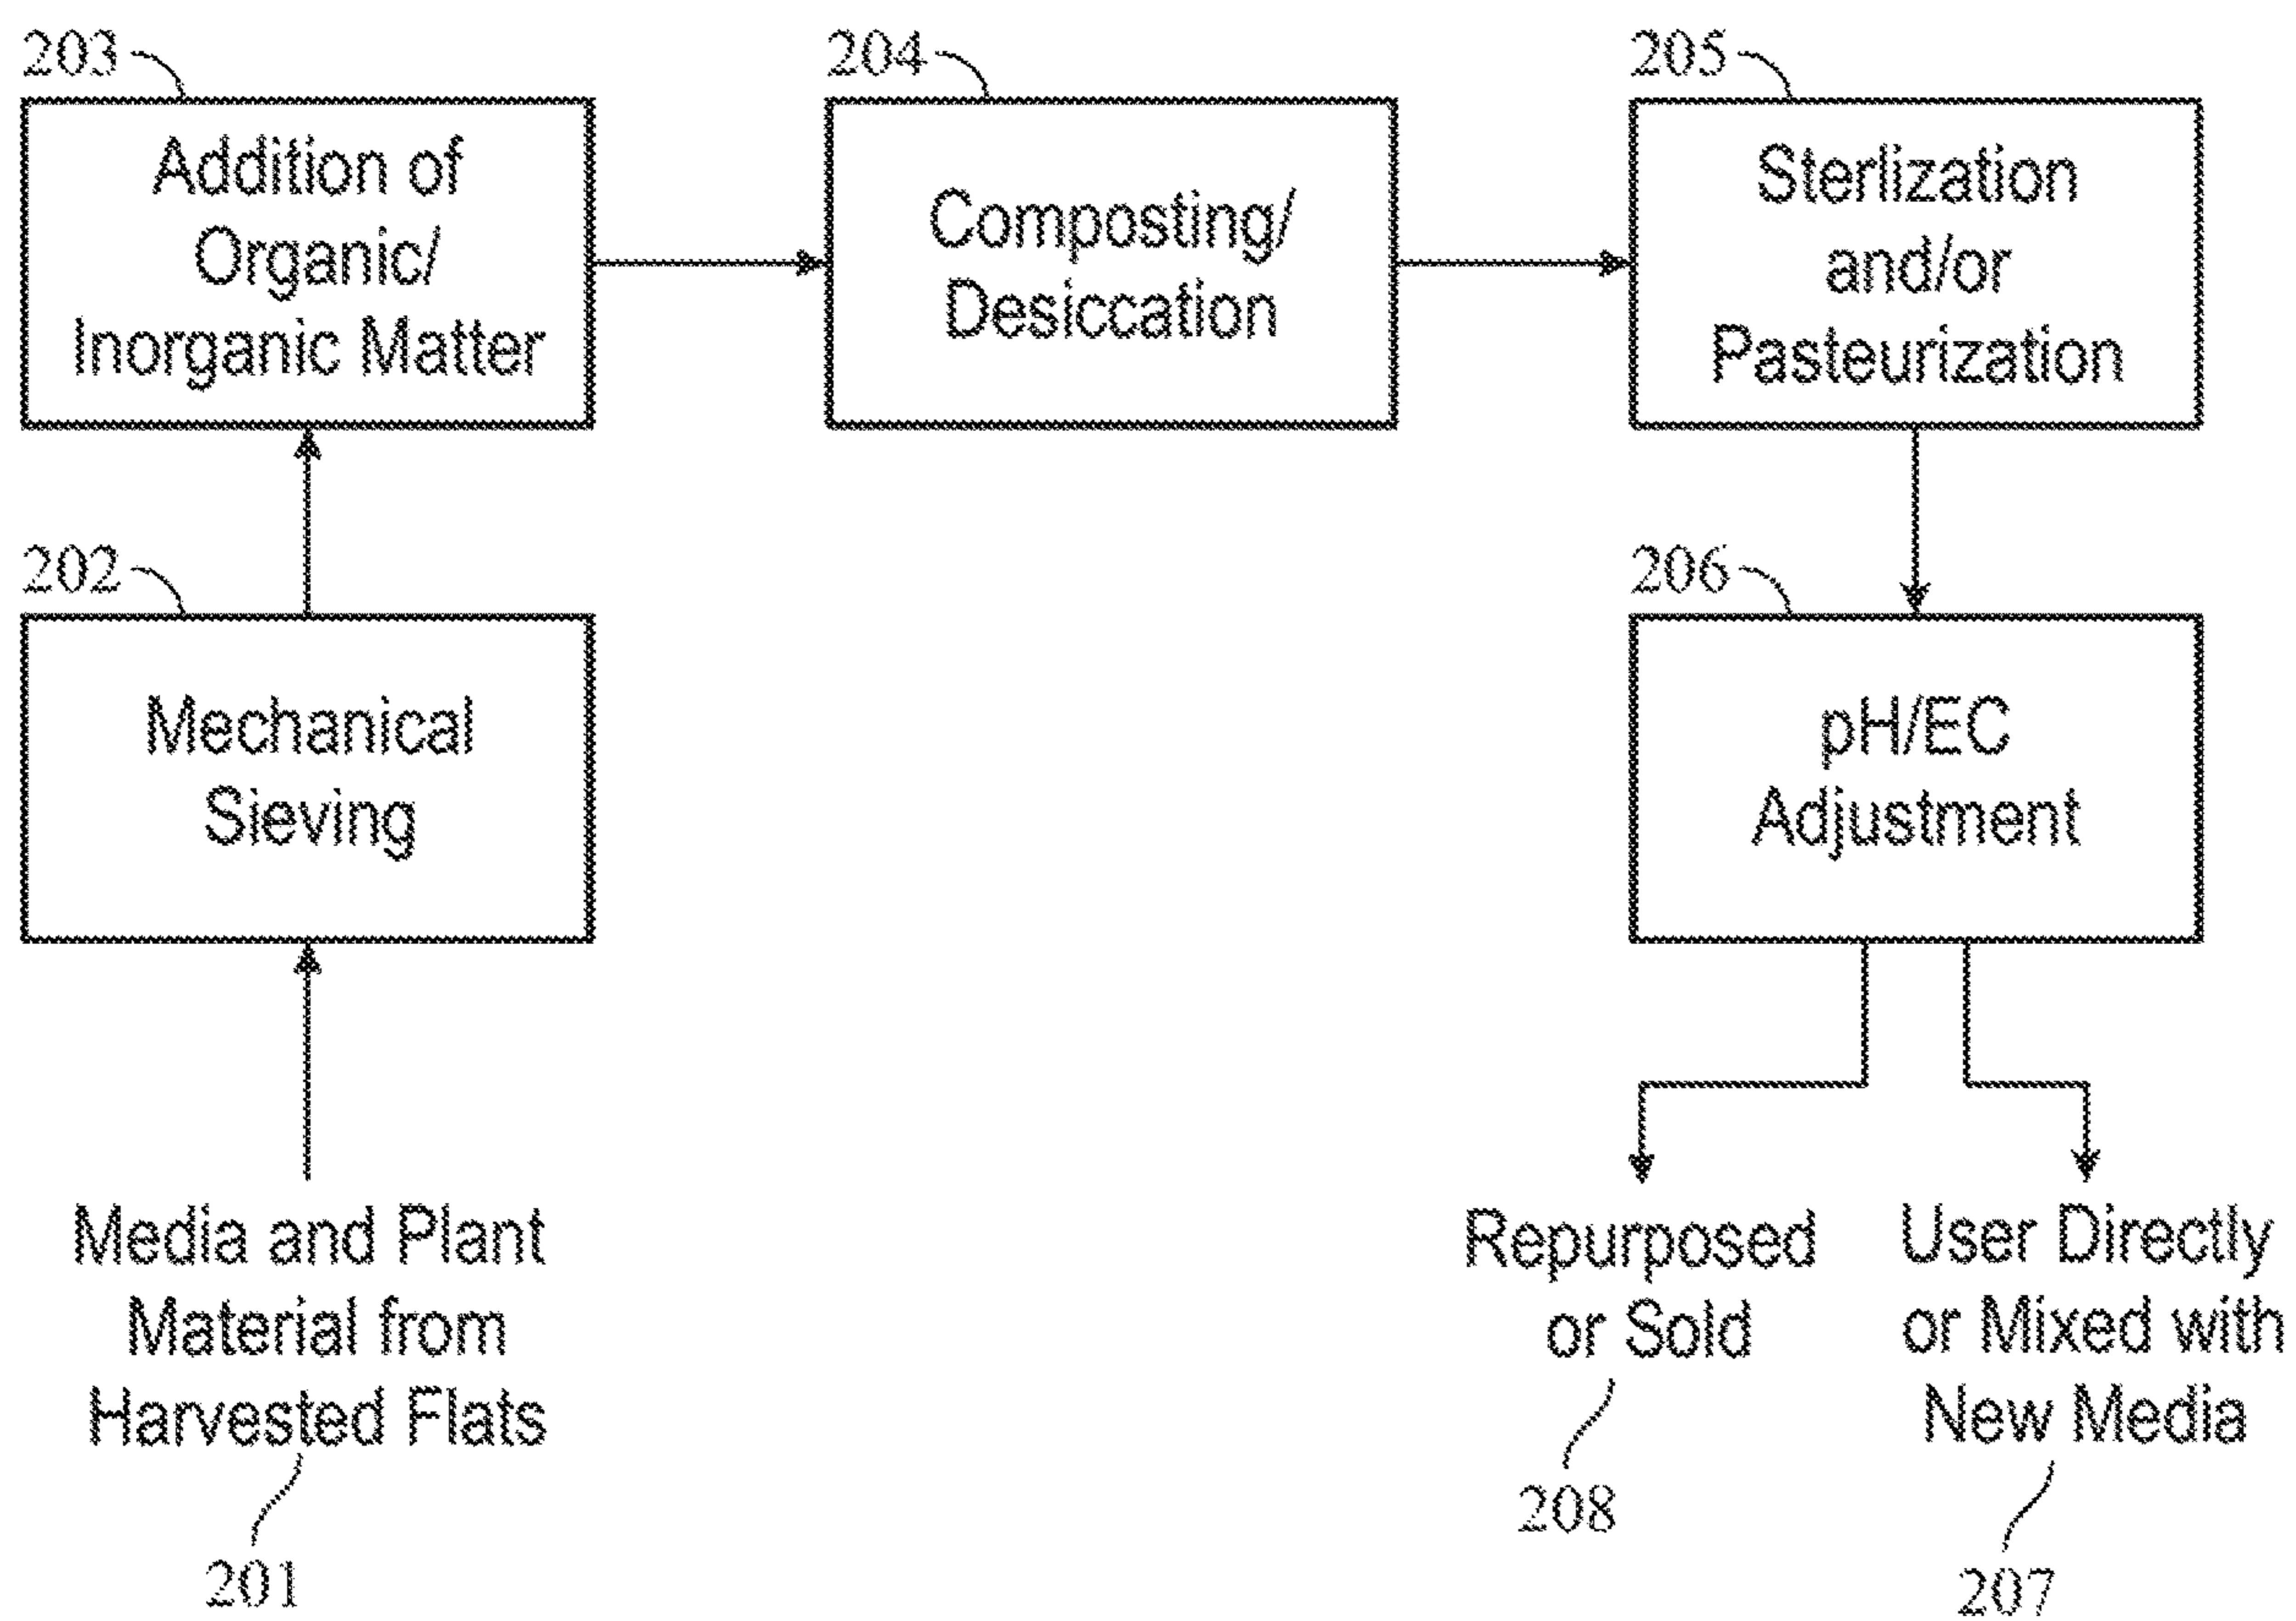 203
Addition of
Organic/
Inorganic Matter
204
Composting/
Desiccation
205
Sterlization
and/or
Pasteurization
202
Mechanical
Sieving
206
pH/EC
Adjustment
Media and Plant
Material from
Harvested Flats
201
Repurposed
or Sold
208
User Directly
or Mixed with
New Media
207